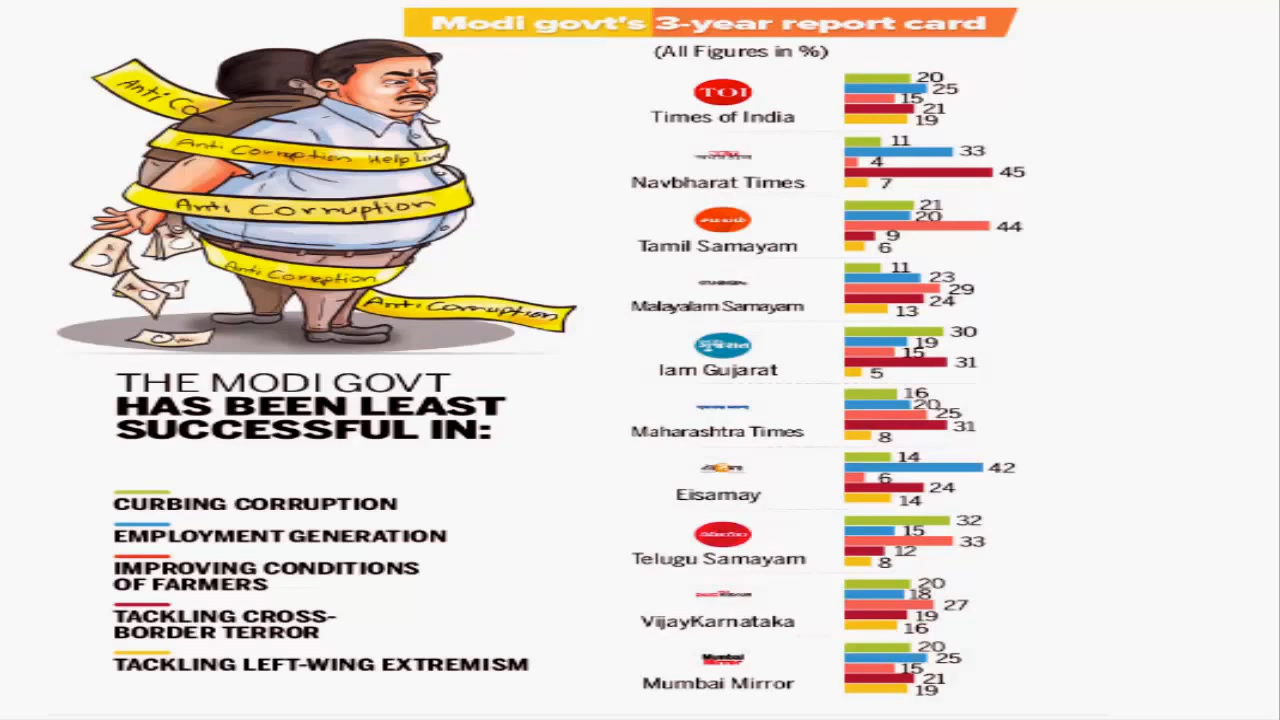 Modi govt's 3-year report card
(All Figures in %)
Anti Co
Anti Corruption Help Line
Anti Corruption
Anti Corruption
Anti Corruption
THE MODI GOVT
HAS BEEN LEAST
SUCCESSFUL IN:
CURBING CORRUPTION
EMPLOYMENT GENERATION
IMPROVING CONDITIONS
OF FARMERS
TACKLING CROSS-
BORDER TERROR
TACKLING LEFT-WING EXTREMISM
TOI
Times of India
20
25
15
21
19
Navbharat Times
11
33
4
45
7
Tamil Samayam
21
20
44
9
6
Malayalam Samayam
11
23
29
24
13
Iam Gujarat
30
19
15
31
5
Maharashtra Times
16
20
25
31
8
Eisamay
14
42
6
24
14
Telugu Samayam
32
15
33
12
8
VijayKarnataka
20
18
27
19
16
Mumbai
Mirror
Mumbai Mirror
20
25
15
21
19